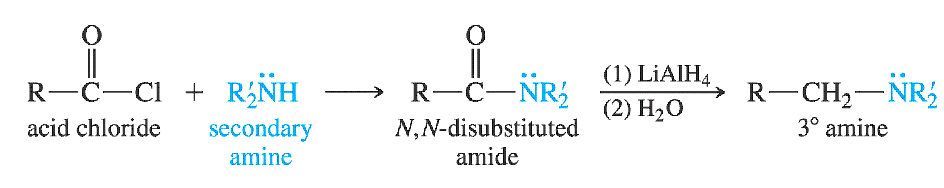 O O
R—C—Cl + R′₂N̈H ⟶ R—C—N̈R′₂ (1) LiAlH₄ (2) H₂O R—CH₂—N̈R′₂
acid chloride secondary amine N,N-disubstituted amide 3° amine